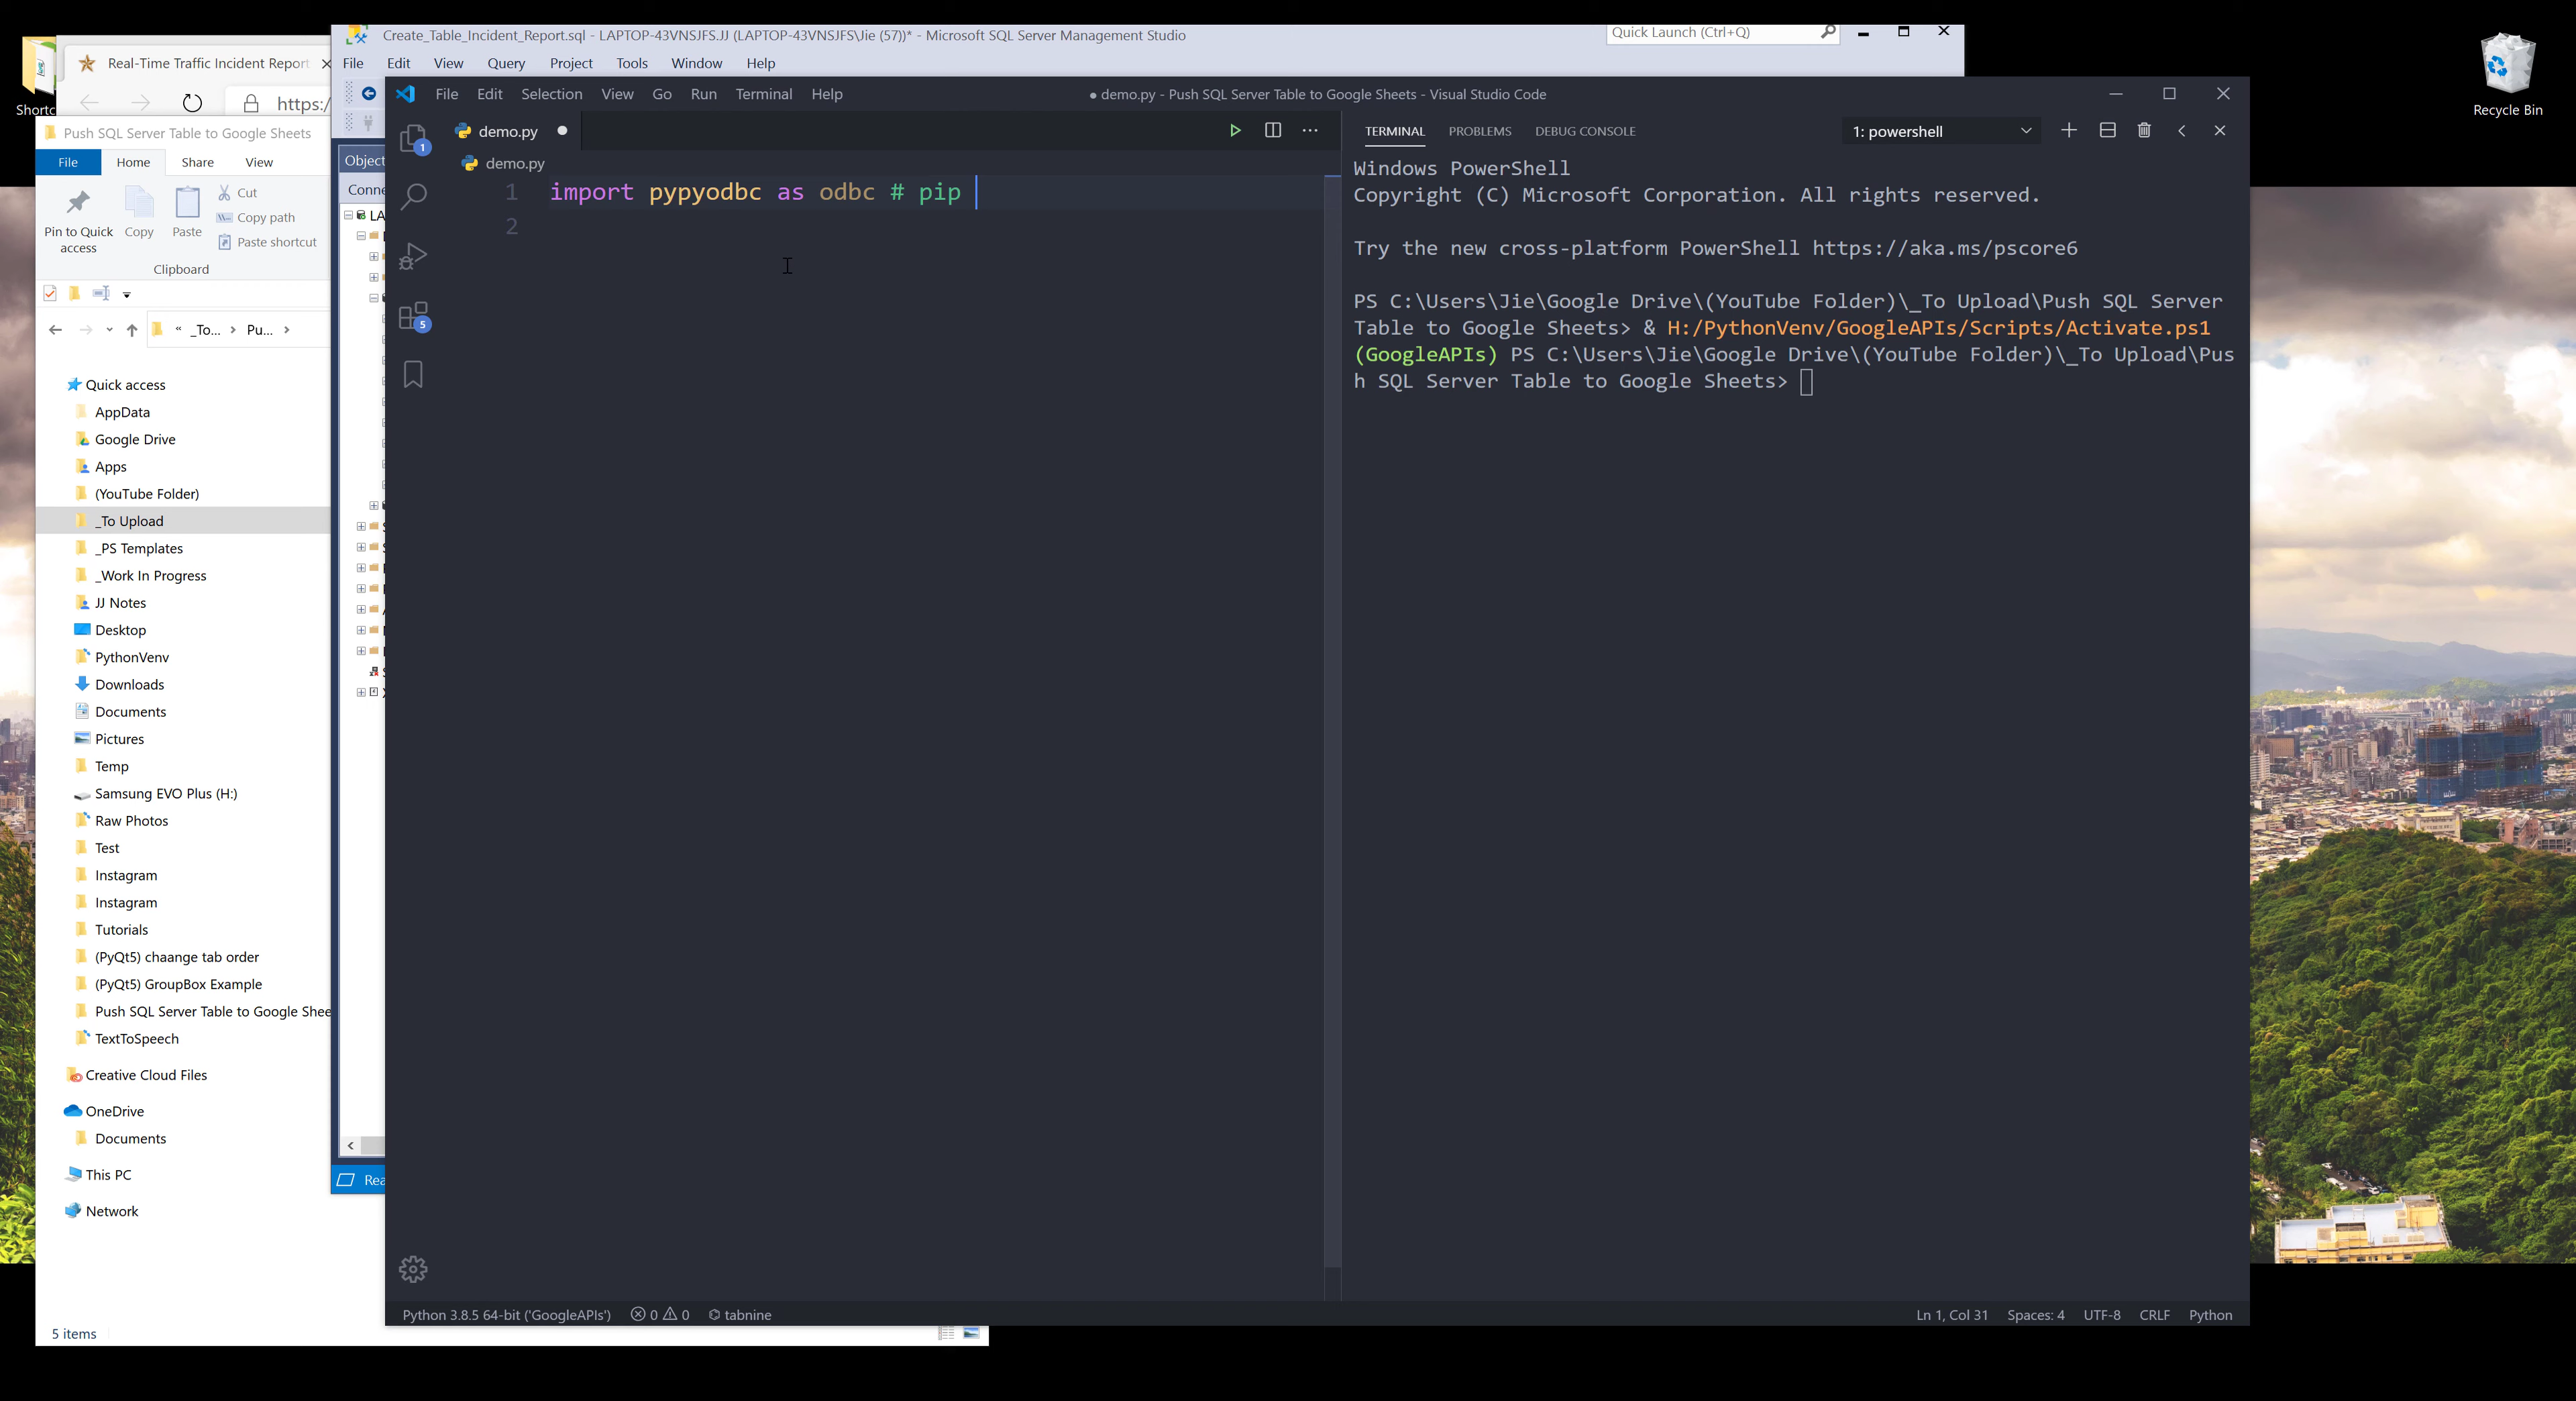 Shortc
Recycle Bin
Real-Time Traffic Incident Report
https:/
Create_Table_Incident_Report.sql - LAPTOP-43VNSJFS.JJ (LAPTOP-43VNSJFS\Jie (57))* - Microsoft SQL Server Management Studio
Quick Launch (Ctrl+Q)
File Edit View Query Project Tools Window Help
Object
Conne
LA
Rea
Push SQL Server Table to Google Sheets
File Home Share View
Pin to Quick access
Copy
Paste
Cut
Copy path
Paste shortcut
Clipboard
« _To... > Pu... >
Quick access
AppData
Google Drive
Apps
(YouTube Folder)
_To Upload
_PS Templates
_Work In Progress
JJ Notes
Desktop
PythonVenv
Downloads
Documents
Pictures
Temp
Samsung EVO Plus (H:)
Raw Photos
Test
Instagram
Instagram
Tutorials
(PyQt5) chaange tab order
(PyQt5) GroupBox Example
Push SQL Server Table to Google Shee
TextToSpeech
Creative Cloud Files
OneDrive
Documents
This PC
Network
5 items
File Edit Selection View Go Run Terminal Help
● demo.py - Push SQL Server Table to Google Sheets - Visual Studio Code
demo.py
demo.py
1 import pypyodbc as odbc # pip
2
1
5
TERMINAL PROBLEMS DEBUG CONSOLE
1: powershell
Windows PowerShell
Copyright (C) Microsoft Corporation. All rights reserved.
Try the new cross-platform PowerShell https://aka.ms/pscore6
PS C:\Users\Jie\Google Drive\(YouTube Folder)\_To Upload\Push SQL Server
Table to Google Sheets> & H:/PythonVenv/GoogleAPIs/Scripts/Activate.ps1
(GoogleAPIs) PS C:\Users\Jie\Google Drive\(YouTube Folder)\_To Upload\Pus
h SQL Server Table to Google Sheets>
Python 3.8.5 64-bit ('GoogleAPIs') 0 0 tabnine
Ln 1, Col 31 Spaces: 4 UTF-8 CRLF Python